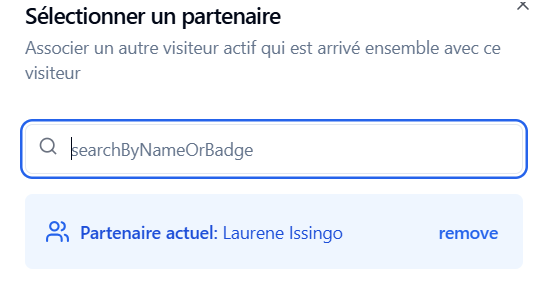 Sélectionner un partenaire
Associer un autre visiteur actif qui est arrivé ensemble avec ce
visiteur
searchByNameOrBadge
Partenaire actuel: Laurene Issingo remove